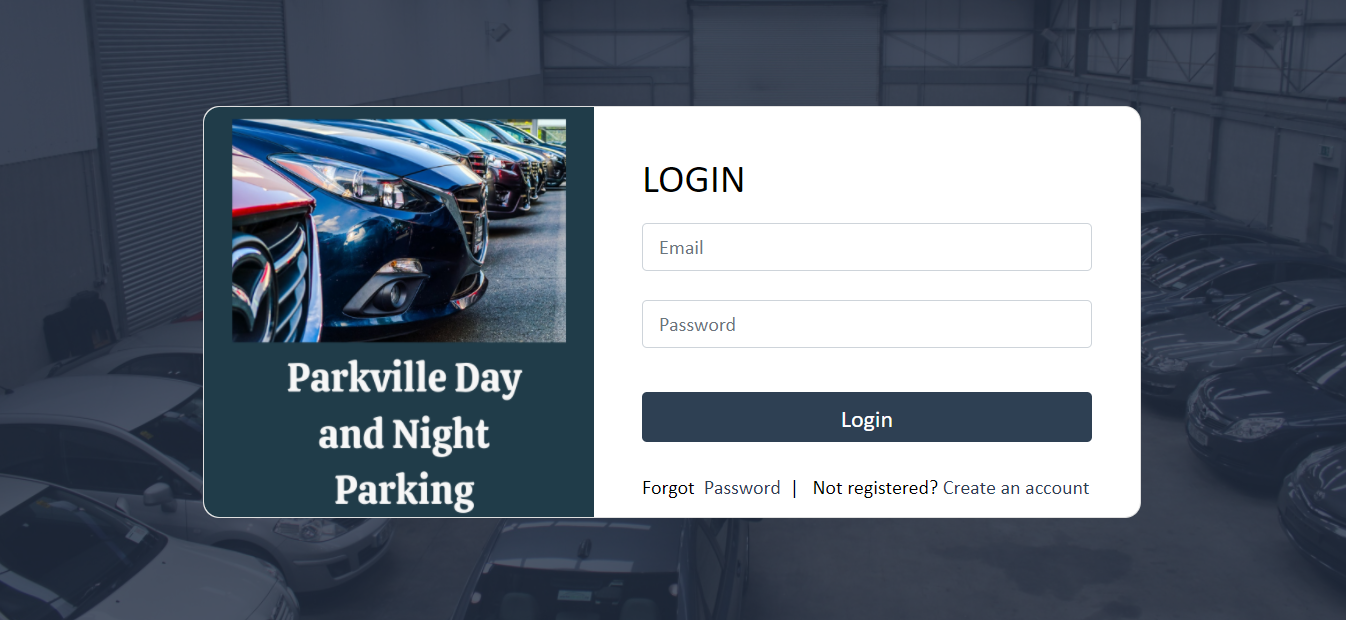 Parkville Day
and Night
Parking
LOGIN
Email
Password
Login
Forgot Password | Not registered? Create an account